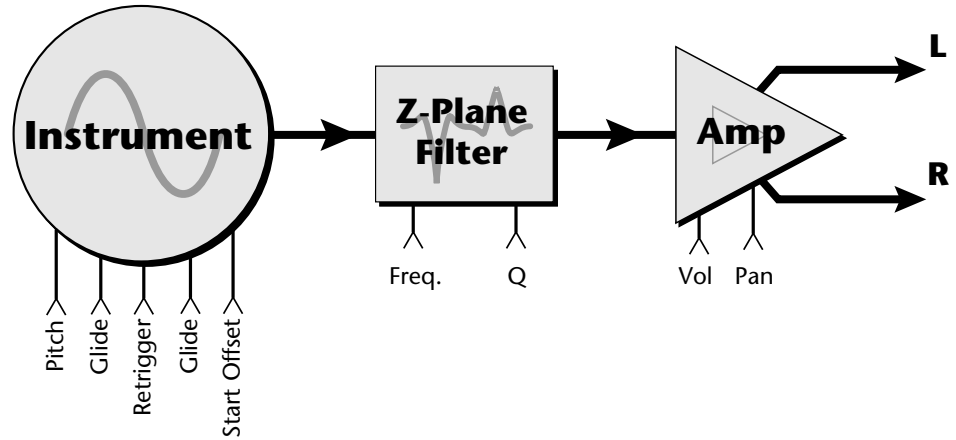 Instrument
Z-Plane
Filter
Amp
L
R
Freq.
Q
Vol
Pan
Pitch
Glide
Retrigger
Glide
Start Offset